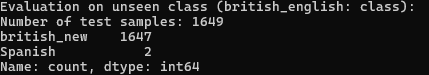 Evaluation on unseen class (british_english: class):
Number of test samples: 1649
british_new    1647
Spanish           2
Name: count, dtype: int64